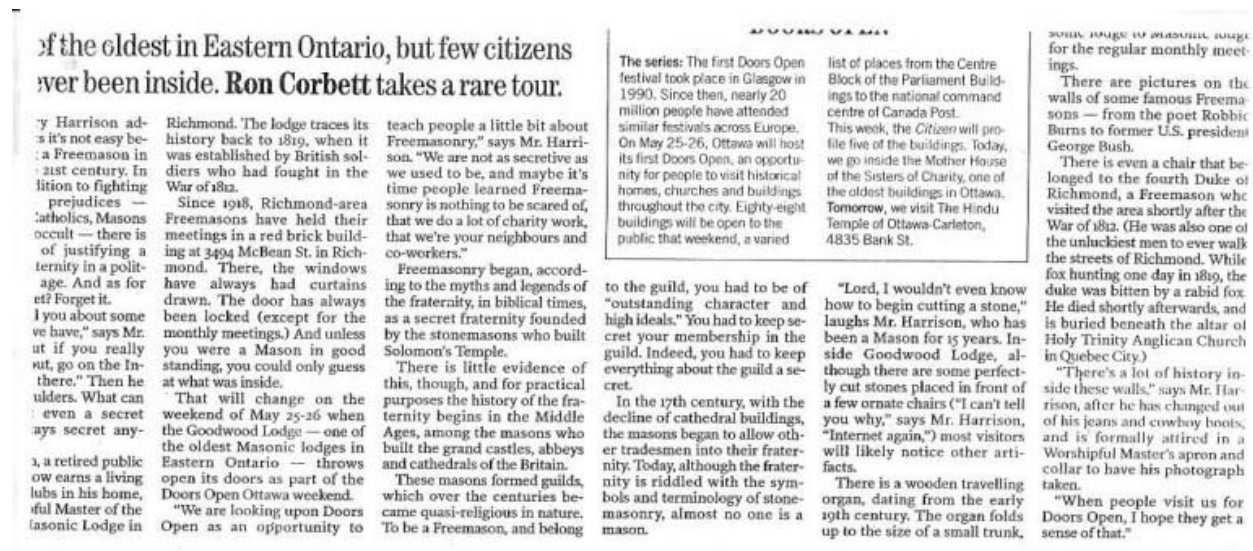 of the oldest in Eastern Ontario, but few citizens
ever been inside. Ron Corbett takes a rare tour.
y Harrison ad-
s it's not easy be-
a Freemason in
21st century. In
lition to fighting
prejudices —
Catholics, Masons
occult — there is
of justifying a
ternity in a polit-
age. And as for
et? Forget it.
l you about some
ve have," says Mr.
ut if you really
out, go on the In-
there." Then he
ulders. What can
even a secret
ays secret any-
a retired public
ow earns a living
lubs in his home,
ful Master of the
Masonic Lodge in
Richmond. The lodge traces its
history back to 1819, when it
was established by British sol-
diers who had fought in the
War of 1812.
Since 1918, Richmond-area
Freemasons have held their
meetings in a red brick build-
ing at 3494 McBean St. in Rich-
mond. There, the windows
have always had curtains
drawn. The door has always
been locked (except for the
monthly meetings.) And unless
you were a Mason in good
standing, you could only guess
at what was inside.
That will change on the
weekend of May 25-26 when
the Goodwood Lodge — one of
the oldest Masonic lodges in
Eastern Ontario — throws
open its doors as part of the
Doors Open Ottawa weekend.
"We are looking upon Doors
Open as an opportunity to
teach people a little bit about
Freemasonry," says Mr. Harri-
son. "We are not as secretive as
we used to be, and maybe it's
time people learned Freema-
sonry is nothing to be scared of,
that we do a lot of charity work,
that we're your neighbours and
co-workers."
Freemasonry began, accord-
ing to the myths and legends of
the fraternity, in biblical times,
as a secret fraternity founded
by the stonemasons who built
Solomon's Temple.
There is little evidence of
this, though, and for practical
purposes the history of the fra-
ternity begins in the Middle
Ages, among the masons who
built the grand castles, abbeys
and cathedrals of the Britain.
These masons formed guilds,
which over the centuries be-
came quasi-religious in nature.
To be a Freemason, and belong
DOORS OPEN
The series: The first Doors Open
festival took place in Glasgow in
1990. Since then, nearly 20
million people have attended
similar festivals across Europe.
On May 25-26, Ottawa will host
its first Doors Open, an opportu-
nity for people to visit historical
homes, churches and buildings
throughout the city. Eighty-eight
buildings will be open to the
public that weekend, a varied
list of places from the Centre
Block of the Parliament Build-
ings to the national command
centre of Canada Post.
This week, the Citizen will pro-
file five of the buildings. Today,
we go inside the Mother House
of the Sisters of Charity, one of
the oldest buildings in Ottawa.
Tomorrow, we visit The Hindu
Temple of Ottawa-Carleton,
4835 Bank St.
to the guild, you had to be of
"outstanding character and
high ideals." You had to keep se-
cret your membership in the
guild. Indeed, you had to keep
everything about the guild a se-
cret.
In the 17th century, with the
decline of cathedral buildings,
the masons began to allow oth-
er tradesmen into their frater-
nity. Today, although the frater-
nity is riddled with the sym-
bols and terminology of stone-
masonry, almost no one is a
mason.
"Lord, I wouldn't even know
how to begin cutting a stone,"
laughs Mr. Harrison, who has
been a Mason for 15 years. In-
side Goodwood Lodge, al-
though there are some perfect-
ly cut stones placed in front of
a few ornate chairs ("I can't tell
you why," says Mr. Harrison,
"Internet again,") most visitors
will likely notice other arti-
facts.
There is a wooden travelling
organ, dating from the early
19th century. The organ folds
up to the size of a small trunk,
some lodge to Masonic lodge
for the regular monthly meet-
ings.
There are pictures on the
walls of some famous Freema-
sons — from the poet Robbie
Burns to former U.S. president
George Bush.
There is even a chair that be-
longed to the fourth Duke of
Richmond, a Freemason who
visited the area shortly after the
War of 1812. (He was also one of
the unluckiest men to ever walk
the streets of Richmond. While
fox hunting one day in 1819, the
duke was bitten by a rabid fox.
He died shortly afterwards, and
is buried beneath the altar of
Holy Trinity Anglican Church
in Quebec City.)
"There's a lot of history in-
side these walls," says Mr. Har-
rison, after he has changed out
of his jeans and cowboy boots,
and is formally attired in a
Worshipful Master's apron and
collar to have his photograph
taken.
"When people visit us for
Doors Open, I hope they get a
sense of that."